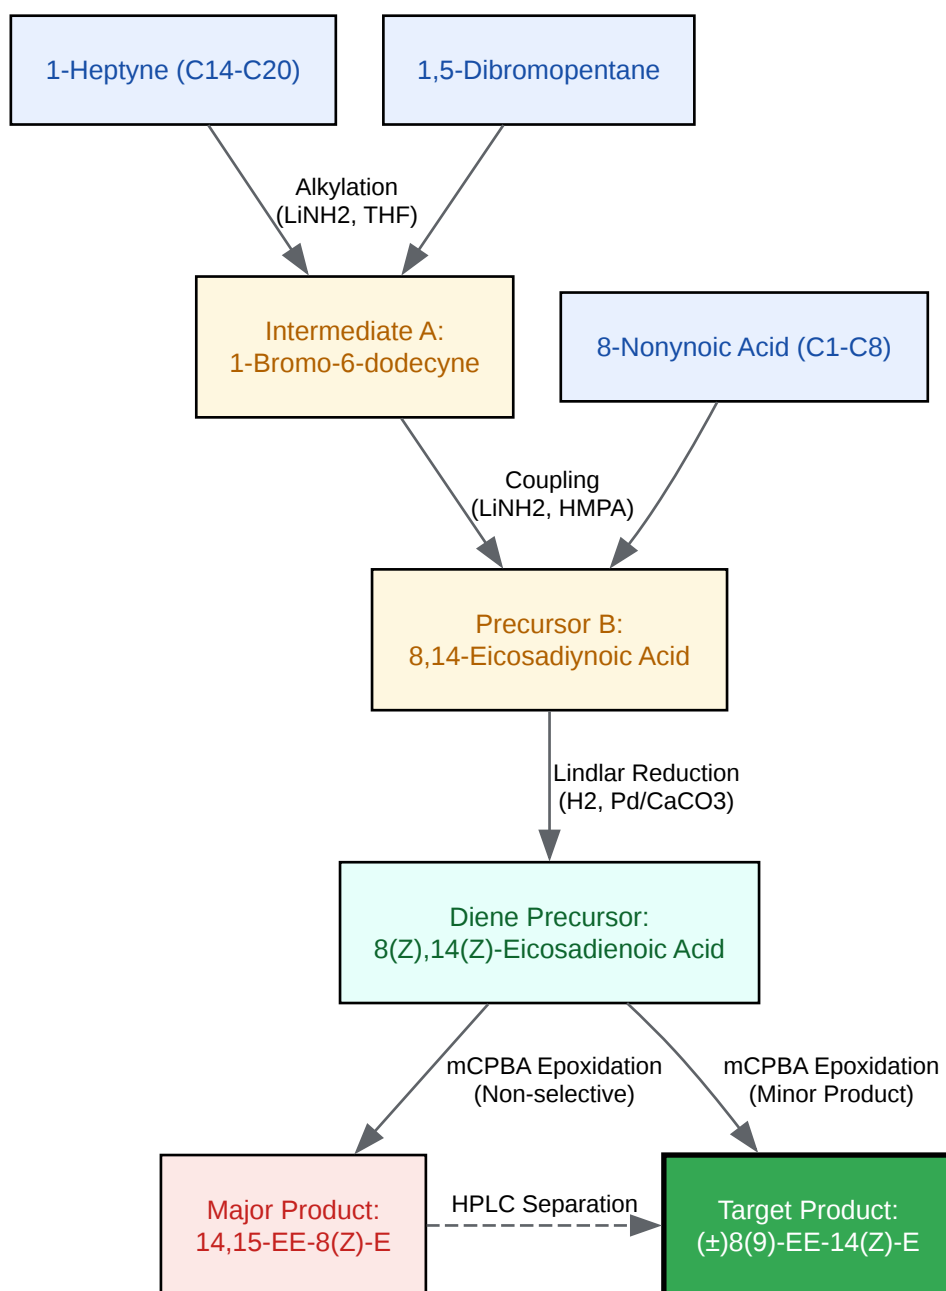 1-Heptyne (C14-C20)
1,5-Dibromopentane
Alkylation
(LiNH2, THF)
Intermediate A:
1-Bromo-6-dodecyne
8-Nonynoic Acid (C1-C8)
Coupling
(LiNH2, HMPA)
Precursor B:
8,14-Eicosadiynoic Acid
Lindlar Reduction
(H2, Pd/CaCO3)
Diene Precursor:
8(Z),14(Z)-Eicosadienoic Acid
mCPBA Epoxidation
(Non-selective)
mCPBA Epoxidation
(Minor Product)
Major Product:
14,15-EE-8(Z)-E
HPLC Separation
Target Product:
(±)8(9)-EE-14(Z)-E